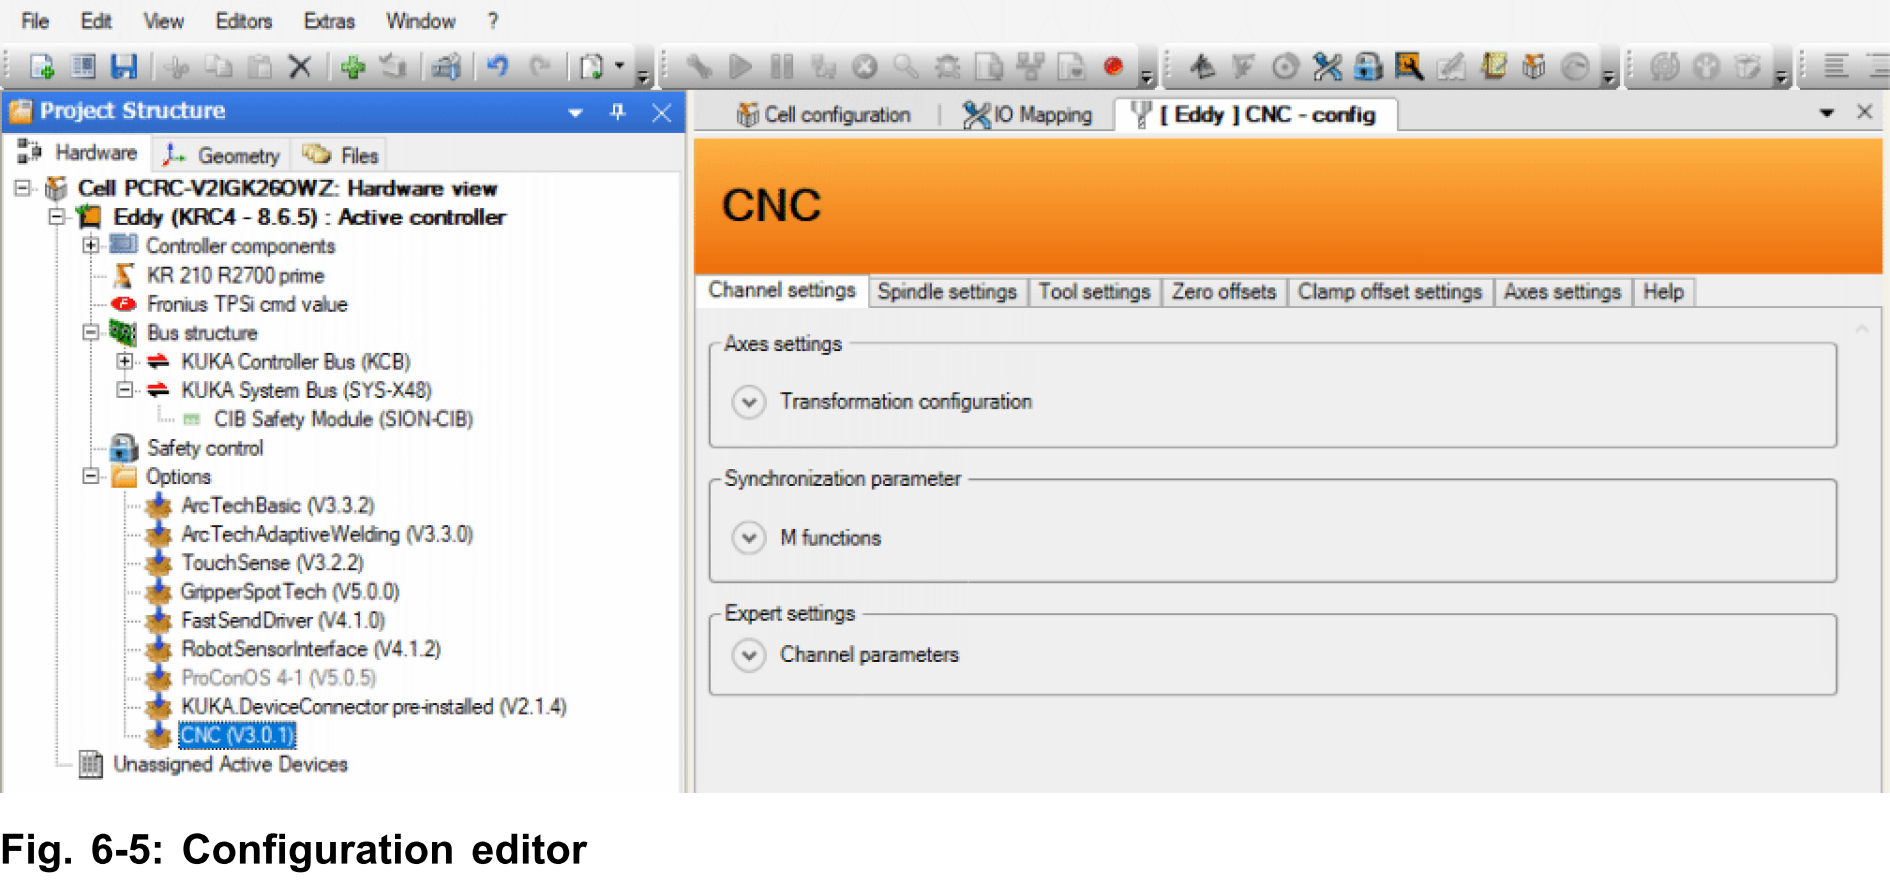 File Edit View Editors Extras Window ?
Project Structure
Hardware Geometry Files
Cell PCRC-V2IGK26OWZ: Hardware view
Eddy (KRC4 - 8.6.5) : Active controller
Controller components
KR 210 R2700 prime
Fronius TPSi cmd value
Bus structure
KUKA Controller Bus (KCB)
KUKA System Bus (SYS-X48)
CIB Safety Module (SION-CIB)
Safety control
Options
ArcTechBasic (V3.3.2)
ArcTechAdaptiveWelding (V3.3.0)
TouchSense (V3.2.2)
GripperSpotTech (V5.0.0)
FastSendDriver (V4.1.0)
RobotSensorInterface (V4.1.2)
ProConOS 4-1 (V5.0.5)
KUKA.DeviceConnector pre-installed (V2.1.4)
CNC (V3.0.1)
Unassigned Active Devices
Cell configuration IO Mapping [ Eddy ] CNC - config
CNC
Channel settings Spindle settings Tool settings Zero offsets Clamp offset settings Axes settings Help
Axes settings
Transformation configuration
Synchronization parameter
M functions
Expert settings
Channel parameters
Fig. 6-5: Configuration editor